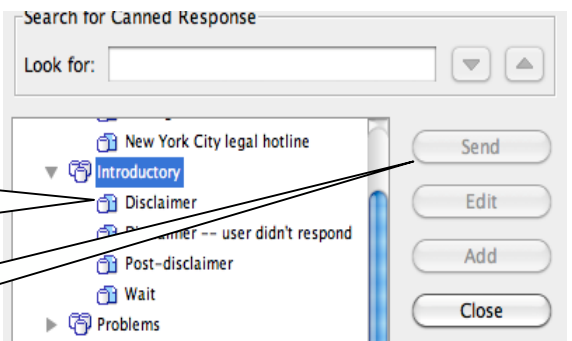 Search for Canned Response
Look for:
New York City legal hotline
Introductory
Disclaimer
Disclaimer -- user didn't respond
Post-disclaimer
Wait
Problems
Send
Edit
Add
Close